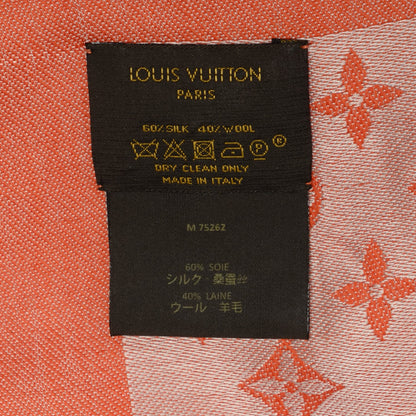 LOUIS VUITTON
PARIS
60%SILK 40%WOOL
DRY CLEAN ONLY
MADE IN ITALY
M 75262
60% SOIE
シルク 桑蚕丝
40% LAINE
ウール 羊毛